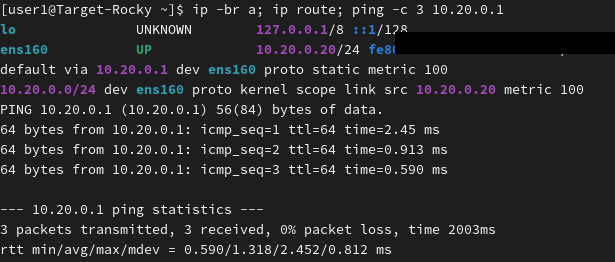 [user1@Target-Rocky ~]$ ip -br a; ip route; ping -c 3 10.20.0.1
lo UNKNOWN 127.0.0.1/8 ::1/128
ens160 UP 10.20.0.20/24
default via 10.20.0.1 dev ens160 proto static metric 100
10.20.0.0/24 dev ens160 proto kernel scope link src 10.20.0.20 metric 100
PING 10.20.0.1 (10.20.0.1) 56(84) bytes of data.
64 bytes from 10.20.0.1: icmp_seq=1 ttl=64 time=2.45 ms
64 bytes from 10.20.0.1: icmp_seq=2 ttl=64 time=0.913 ms
64 bytes from 10.20.0.1: icmp_seq=3 ttl=64 time=0.590 ms
--- 10.20.0.1 ping statistics ---
3 packets transmitted, 3 received, 0% packet loss, time 2003ms
rtt min/avg/max/mdev = 0.590/1.318/2.452/0.812 ms